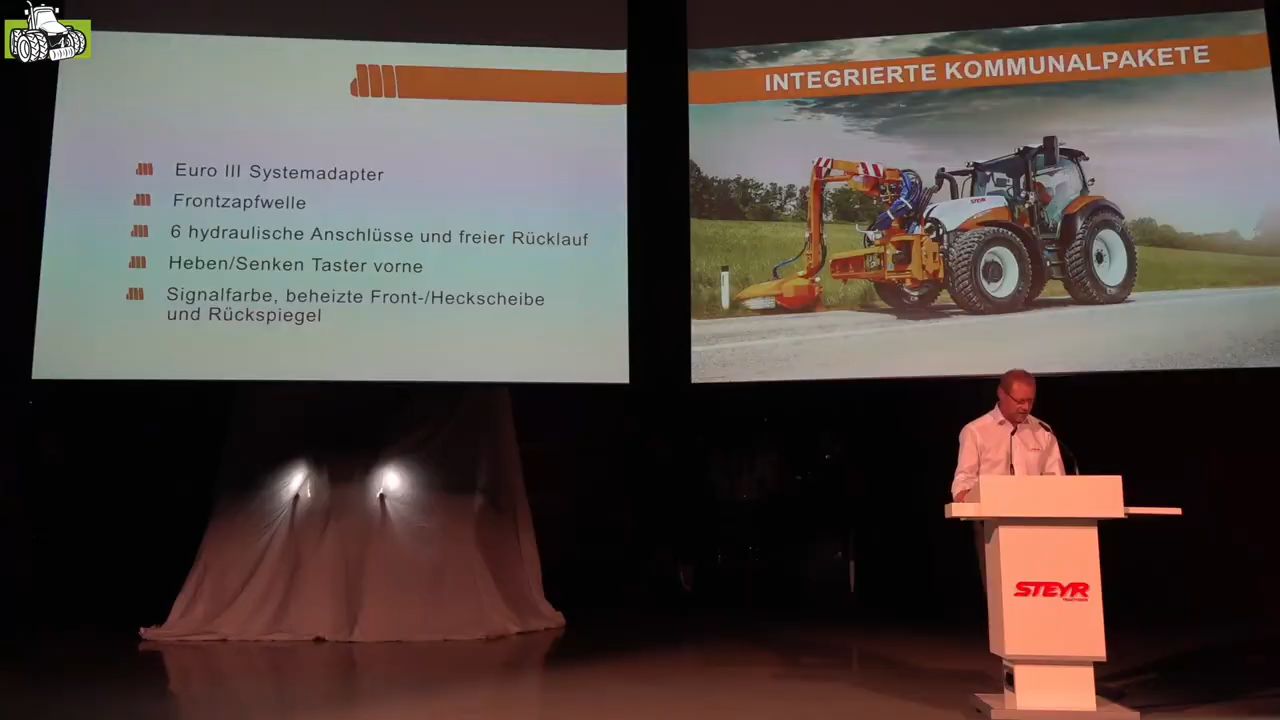 Euro III Systemadapter
Frontzapfwelle
6 hydraulische Anschlüsse und freier Rücklauf
Heben/Senken Taster vorne
Signalfarbe, beheizte Front-/Heckscheibe
und Rückspiegel
INTEGRIERTE KOMMUNALPAKETE
STEYR
STEYR